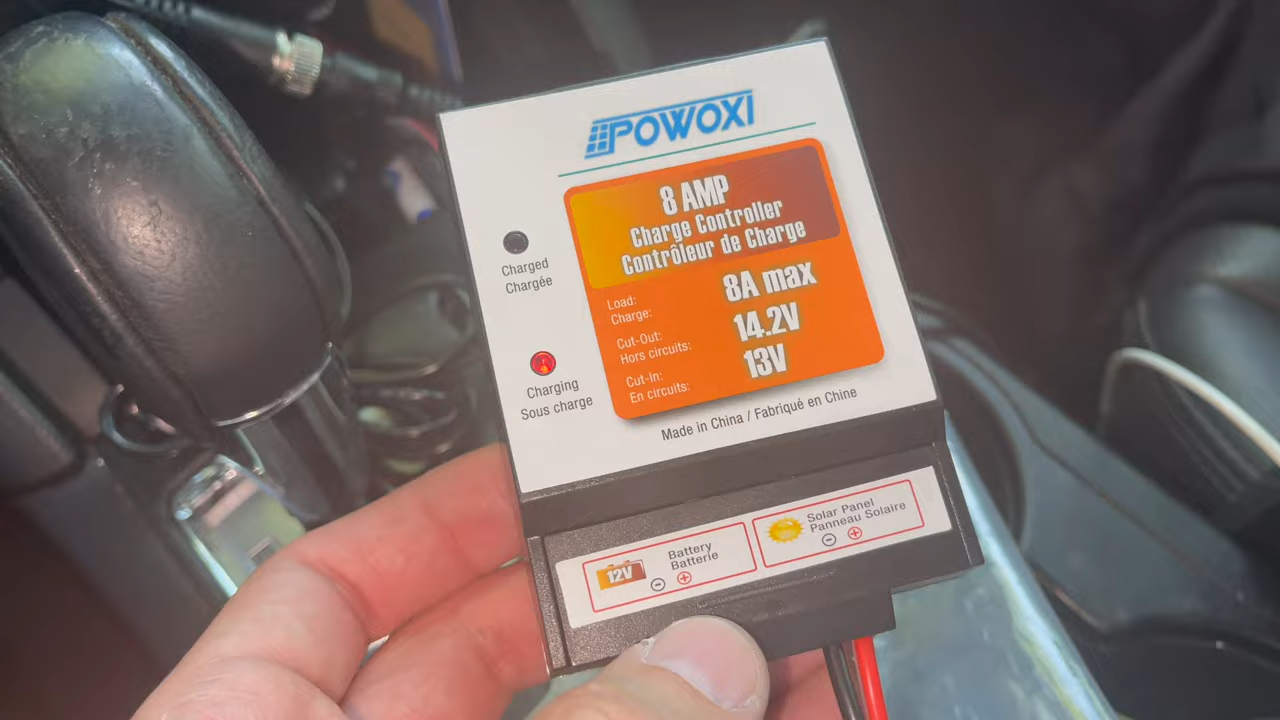 POWOXI
8 AMP
Charge Controller
Contrôleur de Charge
Load:
Charge:
8A max
Cut-Out:
Hors circuits:
14.2V
Cut-In:
En circuits:
13V
Charged
Chargée
Charging
Sous charge
Made in China / Fabriqué en Chine
12V
Battery
Batterie
Solar Panel
Panneau Solaire